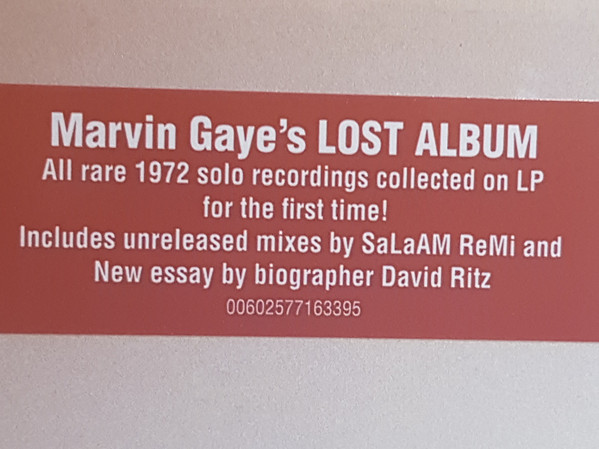 Marvin Gaye's LOST ALBUM
All rare 1972 solo recordings collected on LP
for the first time!
Includes unreleased mixes by SaLaAM ReMi and
New essay by biographer David Ritz
00602577163395